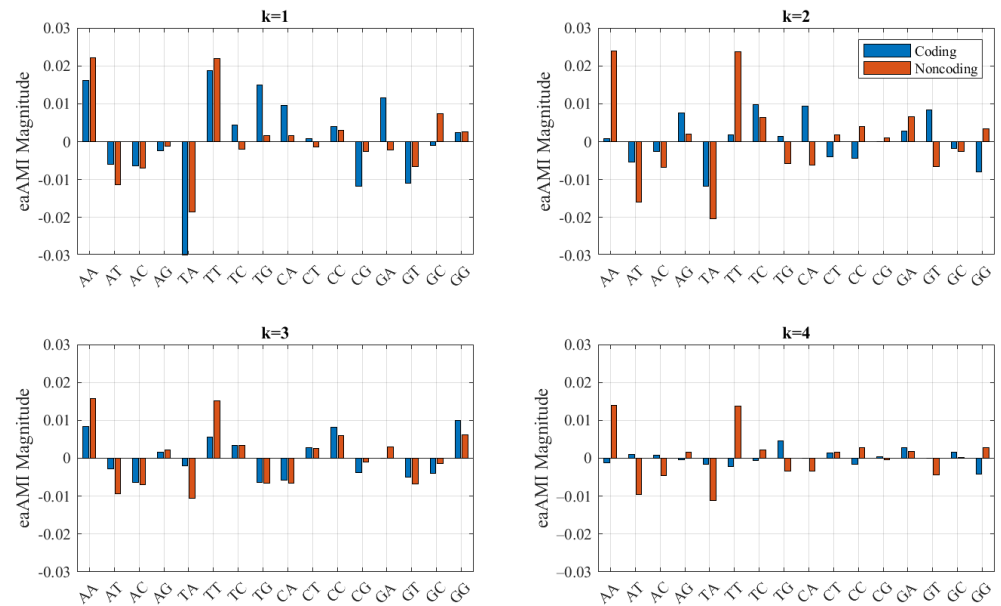 k=1
0.03
0.02
0.01
0
-0.01
-0.02
-0.03
eaAMI Magnitude
AA AT AC AG TA TT TC TG CA CT CC CG GA GT GC GG
k=2
0.03
0.02
0.01
0
-0.01
-0.02
-0.03
eaAMI Magnitude
Coding
Noncoding
AA AT AC AG TA TT TC TG CA CT CC CG GA GT GC GG
k=3
0.03
0.02
0.01
0
-0.01
-0.02
-0.03
eaAMI Magnitude
AA AT AC AG TA TT TC TG CA CT CC CG GA GT GC GG
k=4
0.03
0.02
0.01
0
-0.01
-0.02
-0.03
eaAMI Magnitude
AA AT AC AG TA TT TC TG CA CT CC CG GA GT GC GG